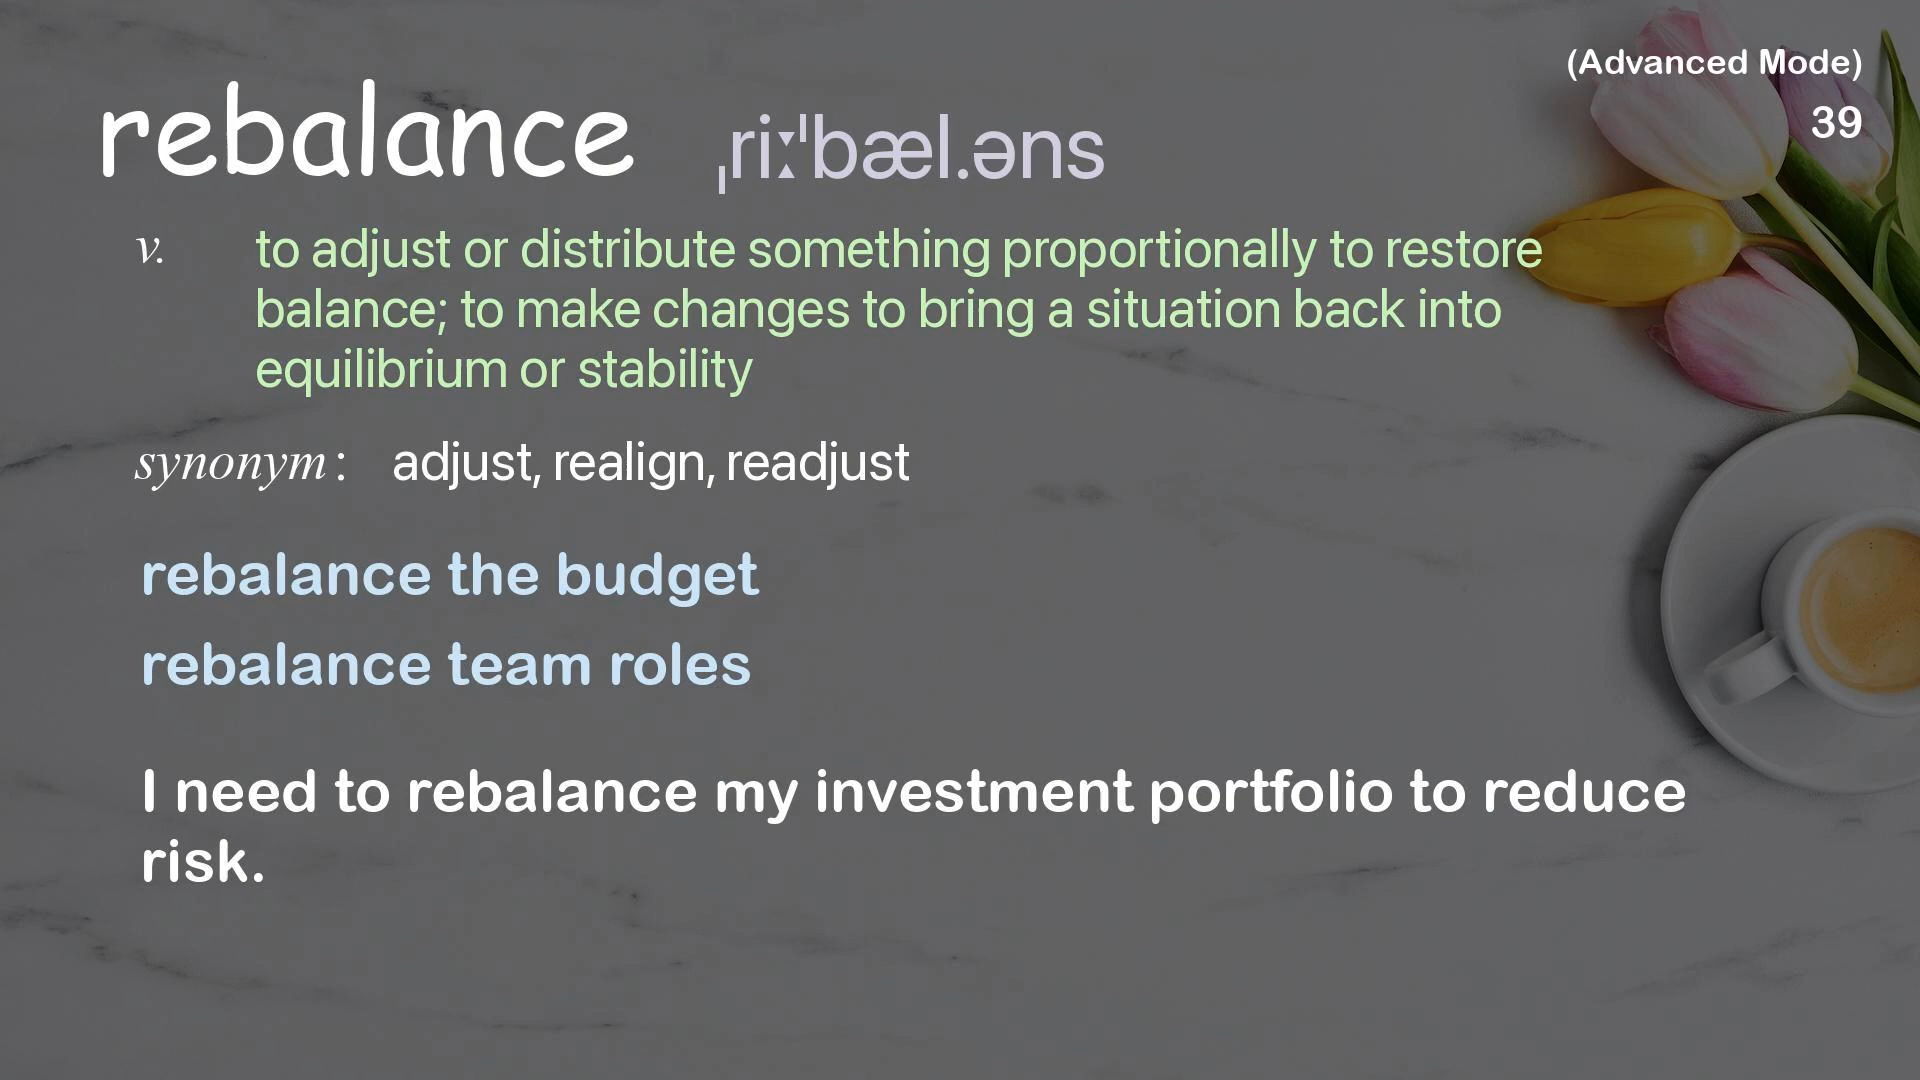 (Advanced Mode)
39
rebalance ˌriːˈbæl.əns
v. to adjust or distribute something proportionally to restore
balance; to make changes to bring a situation back into
equilibrium or stability
synonym: adjust, realign, readjust
rebalance the budget
rebalance team roles
I need to rebalance my investment portfolio to reduce
risk.